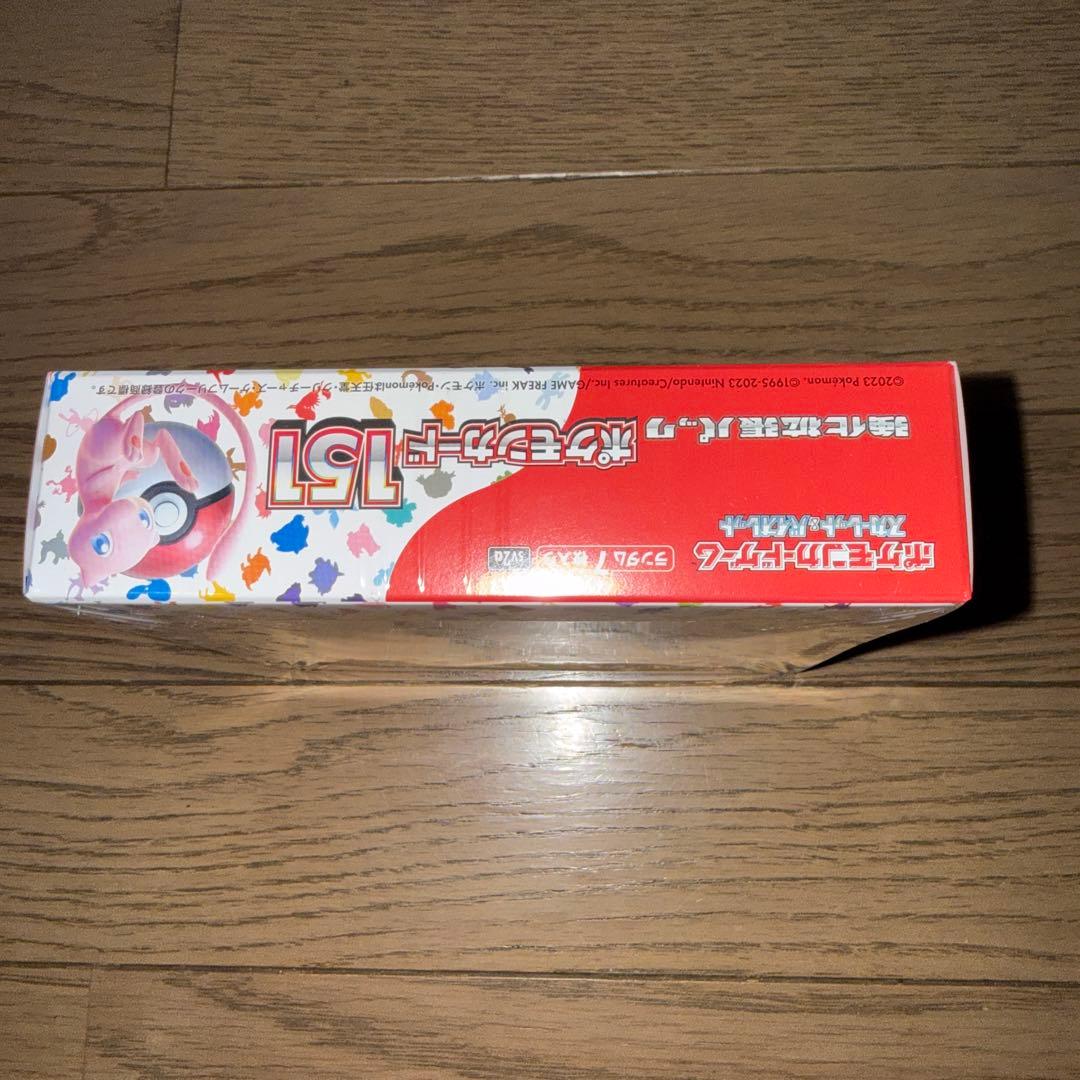 ポケモンカードゲーム
スカーレット&バイオレット
強化拡張パック
ポケモンカード151
ランダム7枚入り
sv2a
©2023 Pokémon. ©1995-2023 Nintendo/Creatures Inc./GAME FREAK inc. ポケモン・Pokémonは任天堂・クリーチャーズ・ゲームフリークの登録商標です。